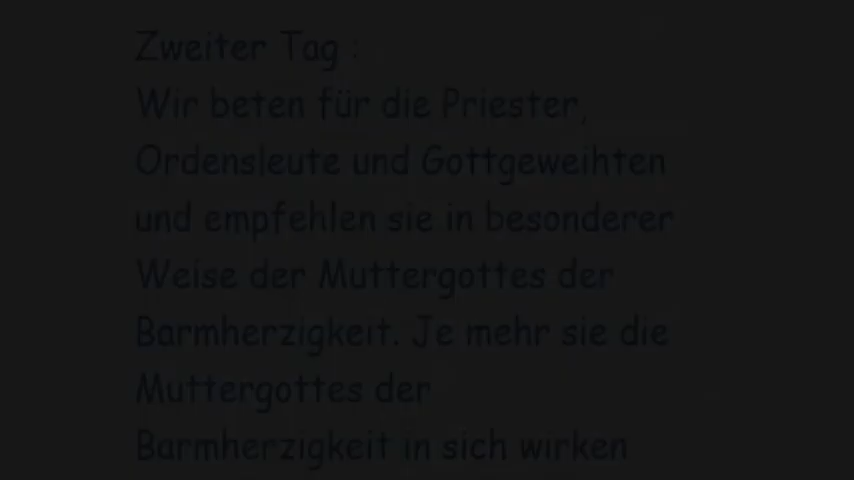 Zweiter Tag :
Wir beten für die Priester,
Ordensleute und Gottgeweihten
und empfehlen sie in besonderer
Weise der Muttergottes der
Barmherzigkeit. Je mehr sie die
Muttergottes der
Barmherzigkeit in sich wirken